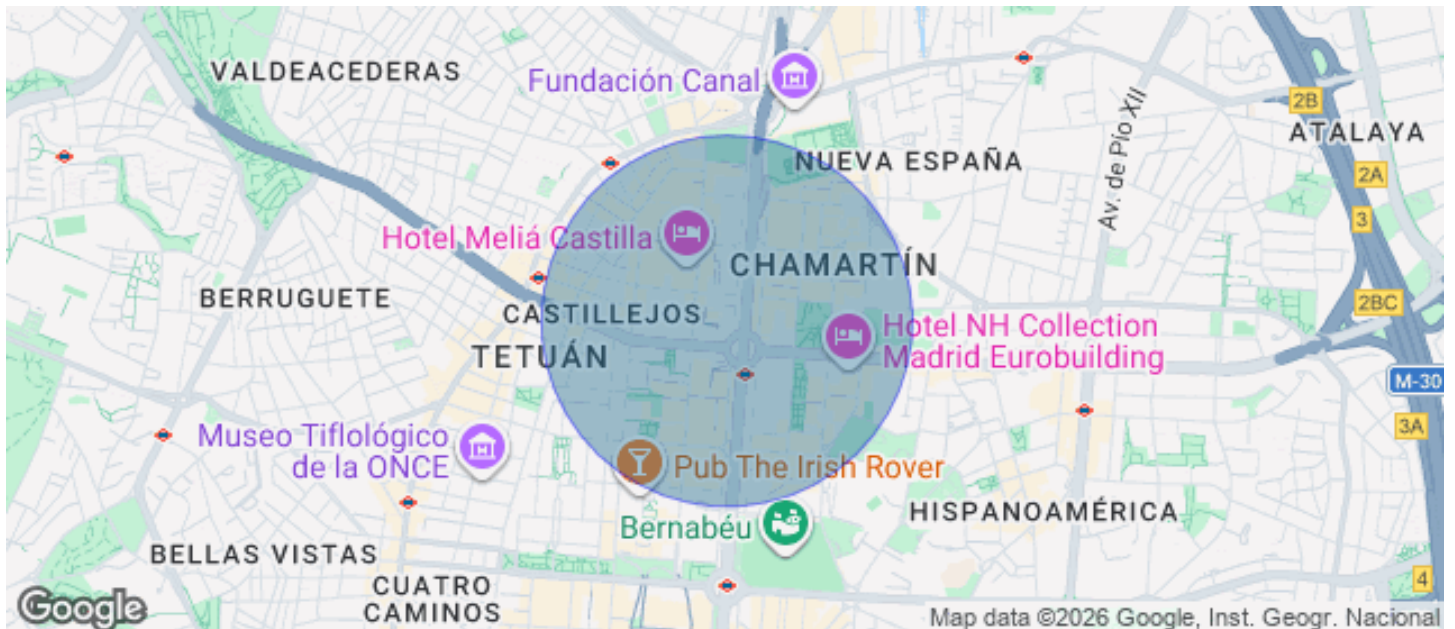 VALDEACEDERAS
Fundación Canal
Av. de Pío XII
2B
ATALAYA
NUEVA ESPAÑA
2A
3
Hotel Meliá Castilla
CHAMARTÍN
BERRUGUETE
CASTILLEJOS
2BC
Hotel NH Collection
Madrid Eurobuilding
TETUÁN
M-30
Museo Tiflológico
de la ONCE
3A
Pub The Irish Rover
Bernabéu
HISPANOAMÉRICA
BELLAS VISTAS
CUATRO
CAMINOS
4
Google
Map data ©2026 Google, Inst. Geogr. Nacional